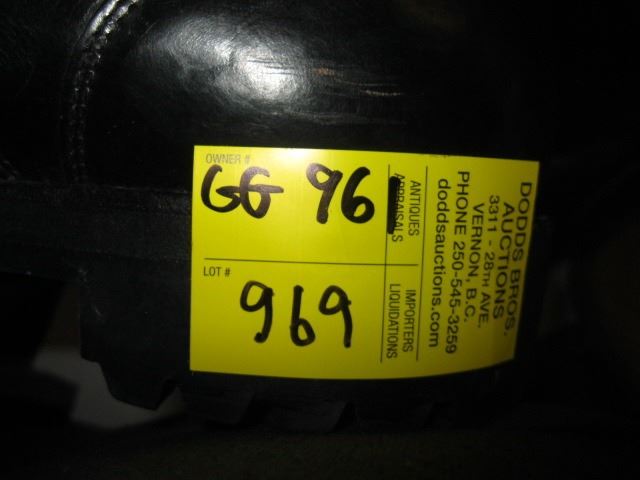 OWNER #
GG 961
LOT #
969
ANTIQUES
APPRAISALS
IMPORTERS
LIQUIDATIONS
DODDS BROS.
AUCTIONS
3311 - 28TH AVE.
VERNON, B.C.
PHONE 250-545-3259
doddsauctions.com